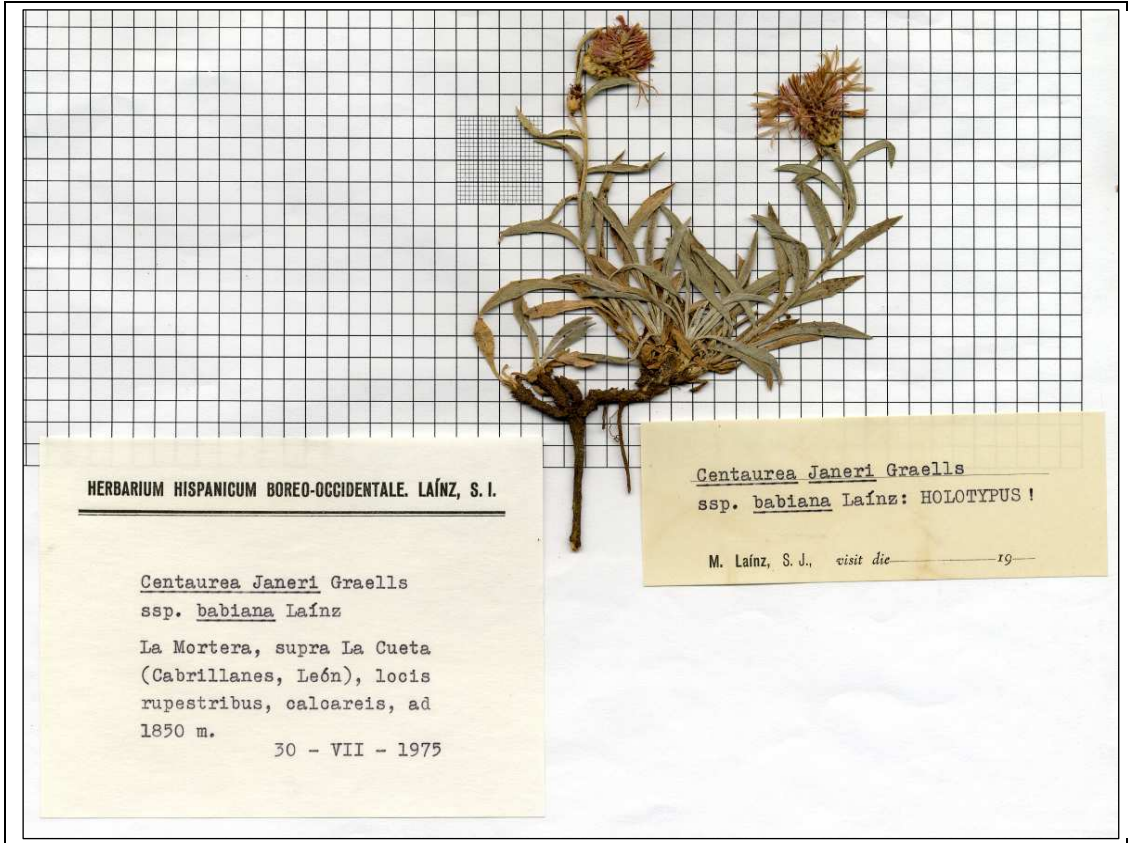 HERBARIUM HISPANICUM BOREO-OCCIDENTALE. LAÍNZ, S. I.
Centaurea Janeri Graells
ssp. babiana Laínz
La Mortera, supra La Cueta
(Cabrillanes, León), locis
rupestribus, calcareis, ad
1850 m.
30 - VII - 1975
Centaurea Janeri Graells
ssp. babiana Laínz: HOLOTYPUS!
M. Laínz, S. J., visit die 19